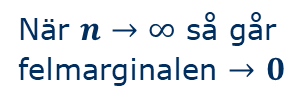 När n → ∞ så går
felmarginalen → 0